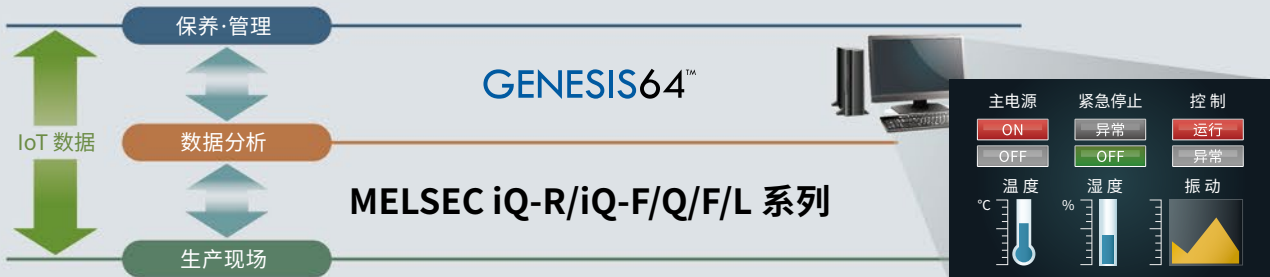 保养·管理
GENESIS64™
IoT 数据
数据分析
MELSEC iQ-R/iQ-F/Q/F/L 系列
生产现场
主电源 紧急停止 控制
ON 异常 运行
OFF OFF 异常
温度 湿度 振动
℃ %